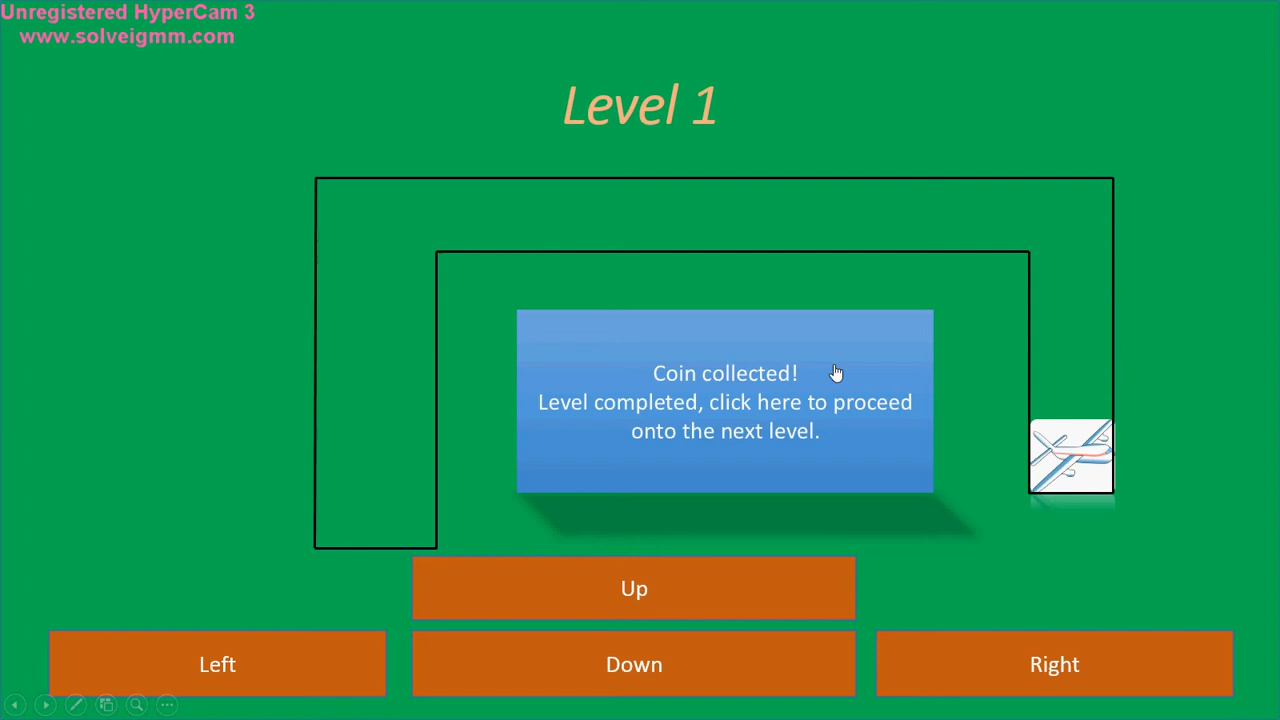 Unregistered HyperCam 3
www.solveigmm.com
Level 1
Coin collected!
Level completed, click here to proceed
onto the next level.
Up
Left
Down
Right